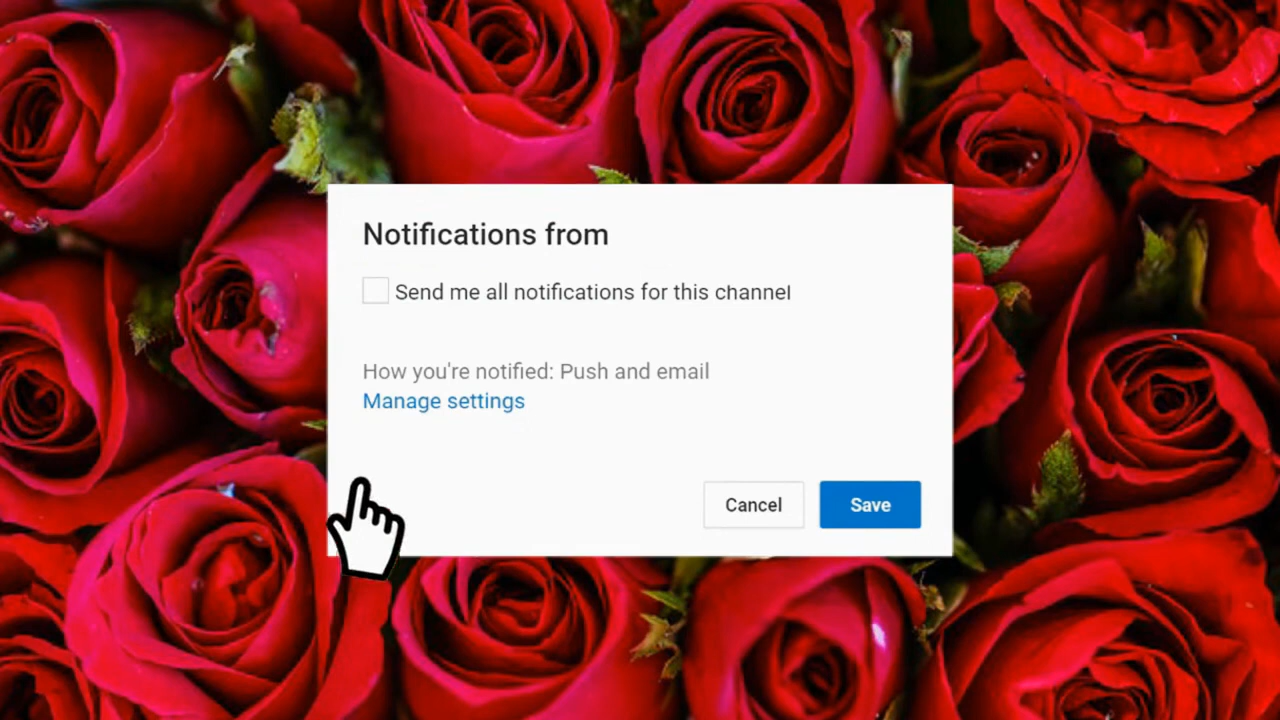 Notifications from
Send me all notifications for this channel
How you're notified: Push and email
Manage settings
Cancel
Save